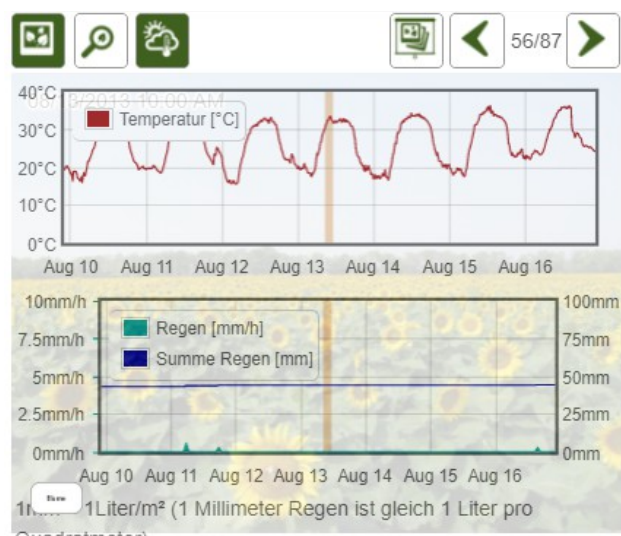 56/87
08/13/2013 10:00 AM
Temperatur [°C]
40°C
30°C
20°C
10°C
0°C
Aug 10 Aug 11 Aug 12 Aug 13 Aug 14 Aug 15 Aug 16
Regen [mm/h]
Summe Regen [mm]
10mm/h 100mm
7.5mm/h 75mm
5mm/h 50mm
2.5mm/h 25mm
0mm/h 0mm
Aug 10 Aug 11 Aug 12 Aug 13 Aug 14 Aug 15 Aug 16
1Liter/m² (1 Millimeter Regen ist gleich 1 Liter pro